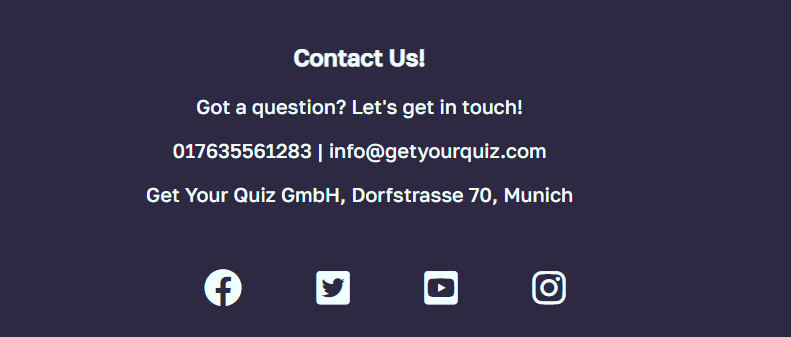 Contact Us!
Got a question? Let's get in touch!
017635561283 | info@getyourquiz.com
Get Your Quiz GmbH, Dorfstrasse 70, Munich